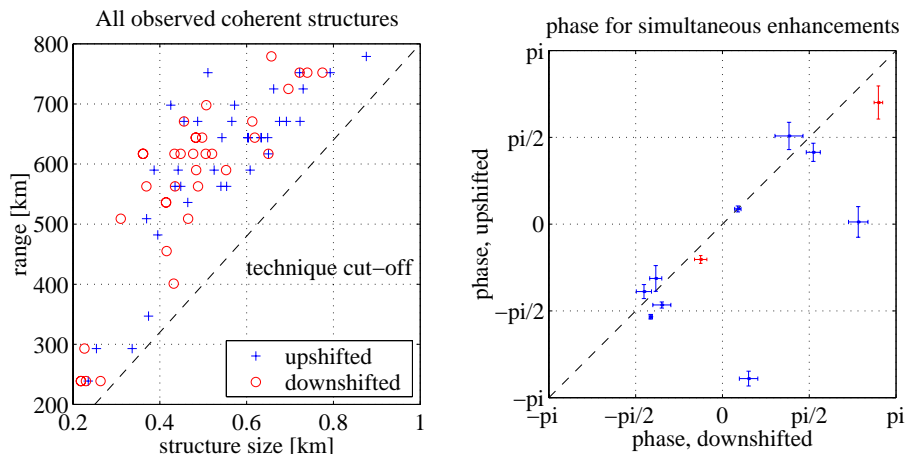 All observed coherent structures
800
700
600
500
400
300
200
range [km]
technique cut−off
upshifted
downshifted
0.2
0.4
0.6
0.8
1
structure size [km]
phase for simultaneous enhancements
pi
pi/2
0
−pi/2
−pi
phase, upshifted
−pi
−pi/2
0
pi/2
pi
phase, downshifted